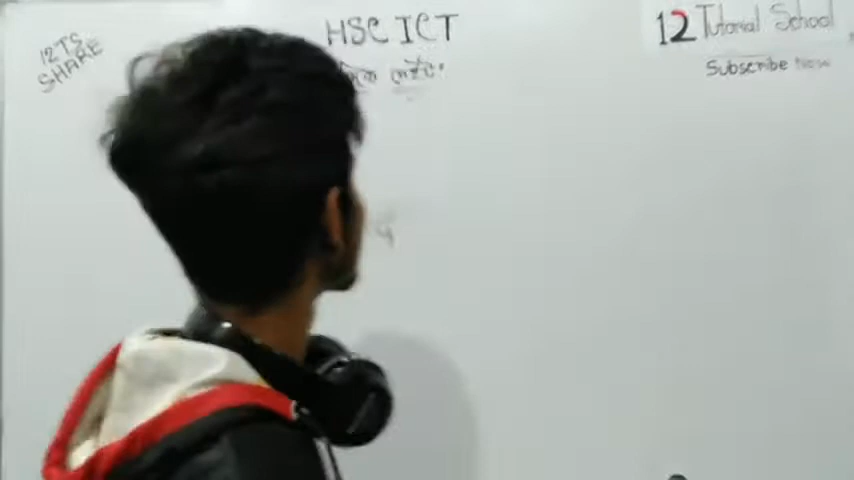 12TS
SHARE
HSC ICT
12 Tutorial School
Subscribe Now